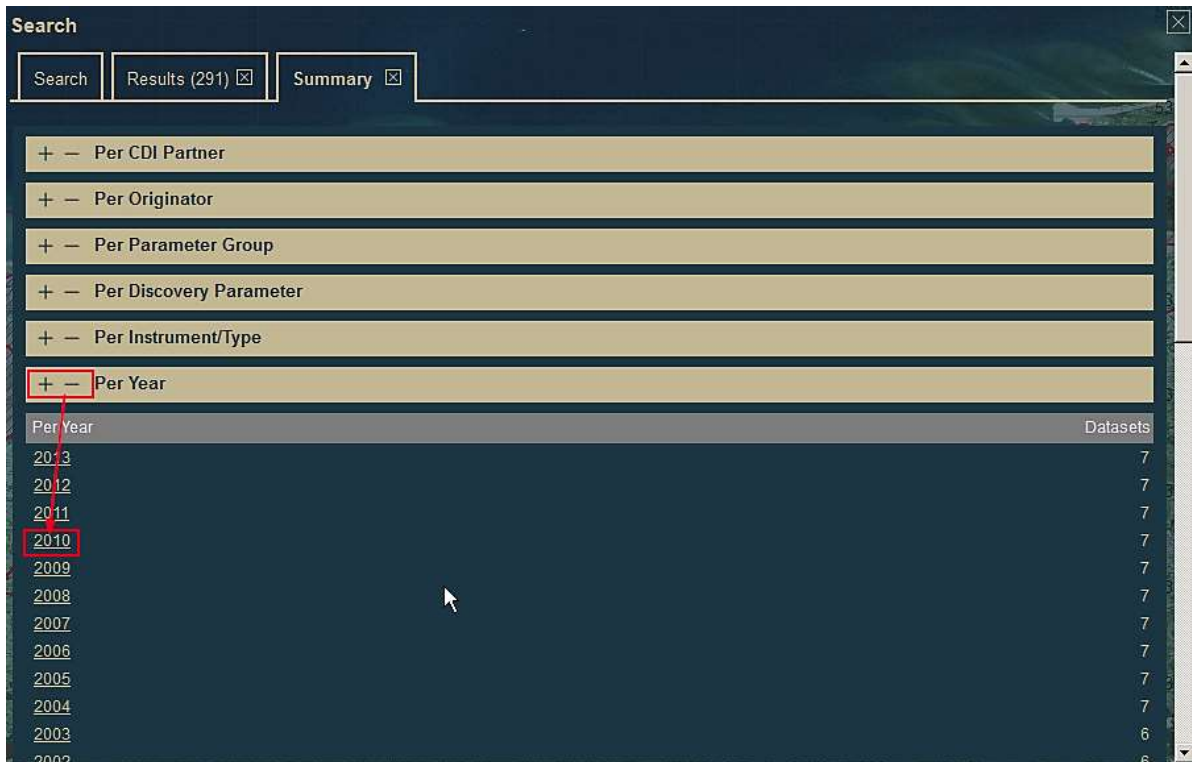 Search
Search Results (291) Summary
+ − Per CDI Partner
+ − Per Originator
+ − Per Parameter Group
+ − Per Discovery Parameter
+ − Per Instrument/Type
+ − Per Year
Per Year Datasets
2013 7
2012 7
2011 7
2010 7
2009 7
2008 7
2007 7
2006 7
2005 7
2004 7
2003 6
2002 6